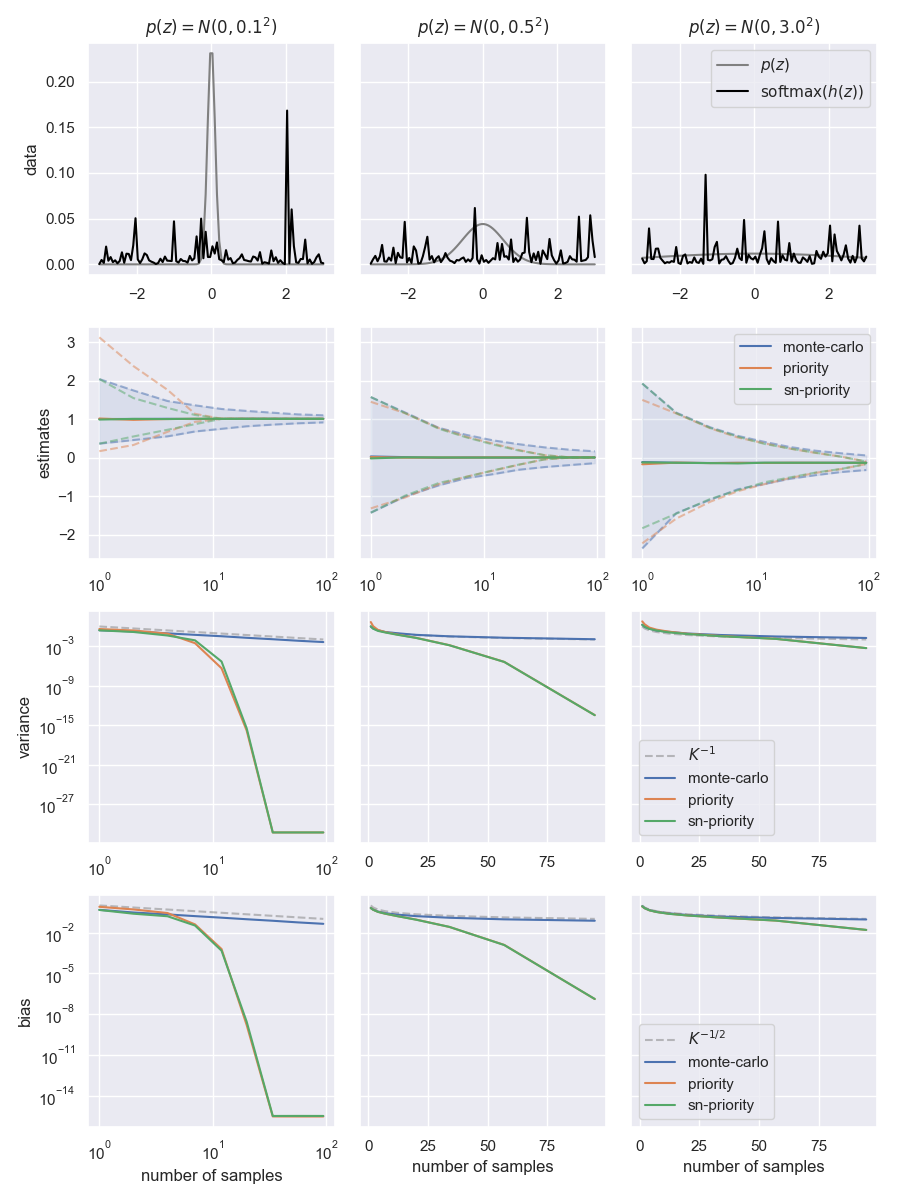 p(z) = N(0, 0.1²) p(z) = N(0, 0.5²) p(z) = N(0, 3.0²)
data
0.20
0.15
0.10
0.05
0.00
p(z)
softmax(h(z))
−2 0 2 −2 0 2 −2 0 2
estimates
3
2
1
0
−1
−2
monte-carlo
priority
sn-priority
10⁰ 10¹ 10² 10⁰ 10¹ 10² 10⁰ 10¹ 10²
variance
10⁻³
10⁻⁹
10⁻¹⁵
10⁻²¹
10⁻²⁷
K⁻¹
monte-carlo
priority
sn-priority
10⁰ 10¹ 10² 0 25 50 75 0 25 50 75
bias
10⁻²
10⁻⁵
10⁻⁸
10⁻¹¹
10⁻¹⁴
K⁻¹/²
monte-carlo
priority
sn-priority
10⁰ 10¹ 10² 0 25 50 75 0 25 50 75
number of samples number of samples number of samples